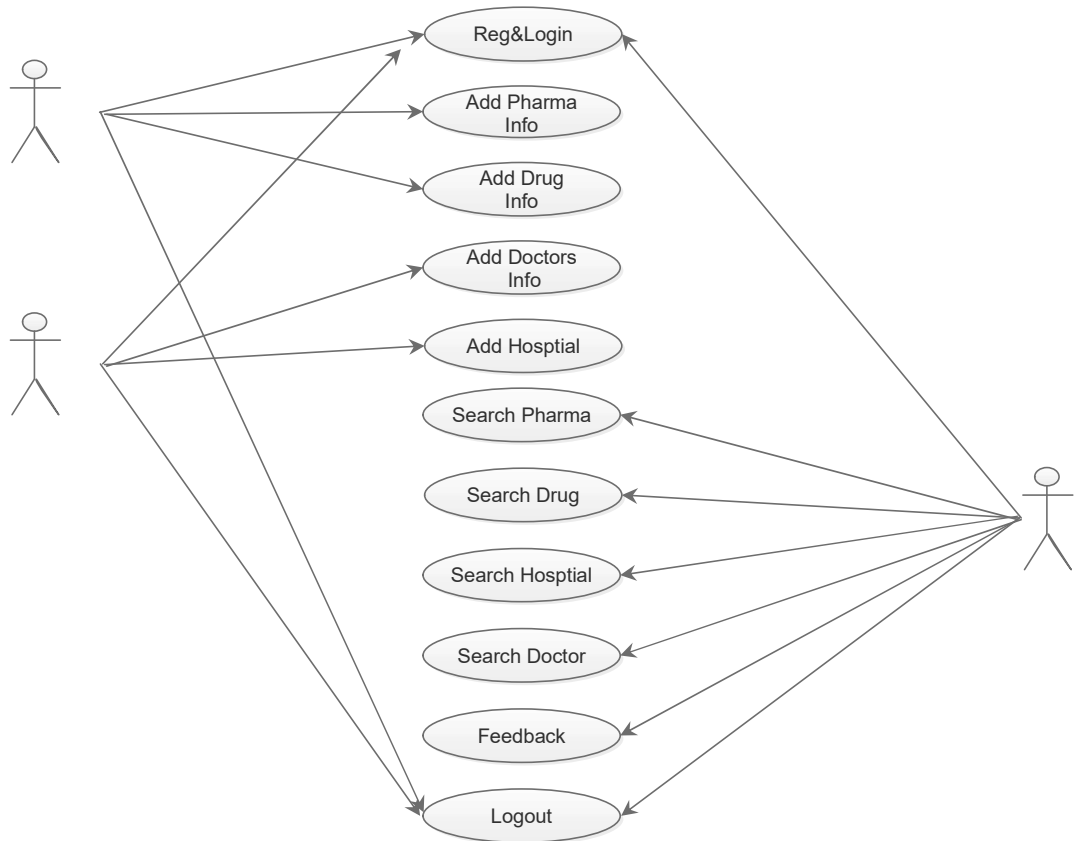 Reg&Login
Add Pharma
Info
Add Drug
Info
Add Doctors
Info
Add Hosptial
Search Pharma
Search Drug
Search Hosptial
Search Doctor
Feedback
Logout